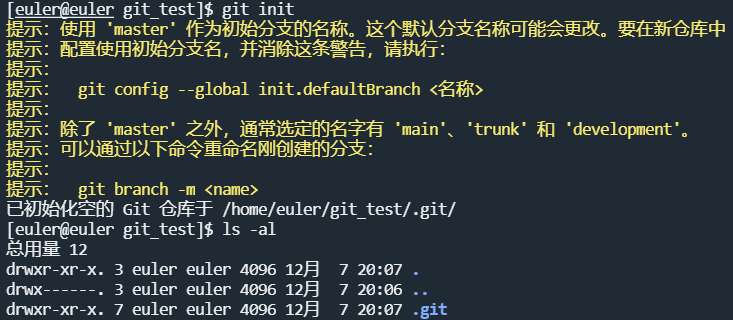 [euler@euler git_test]$ git init
提示：使用 'master' 作为初始分支的名称。这个默认分支名称可能会更改。要在新仓库中
提示：配置使用初始分支名，并消除这条警告，请执行：
提示：
提示：  git config --global init.defaultBranch <名称>
提示：
提示：除了 'master' 之外，通常选定的名字有 'main'、'trunk' 和 'development'。
提示：可以通过以下命令重命名刚创建的分支：
提示：
提示：  git branch -m <name>
已初始化空的 Git 仓库于 /home/euler/git_test/.git/
[euler@euler git_test]$ ls -al
总用量 12
drwxr-xr-x. 3 euler euler 4096 12月  7 20:07 .
drwx------. 3 euler euler 4096 12月  7 20:06 ..
drwxr-xr-x. 7 euler euler 4096 12月  7 20:07 .git